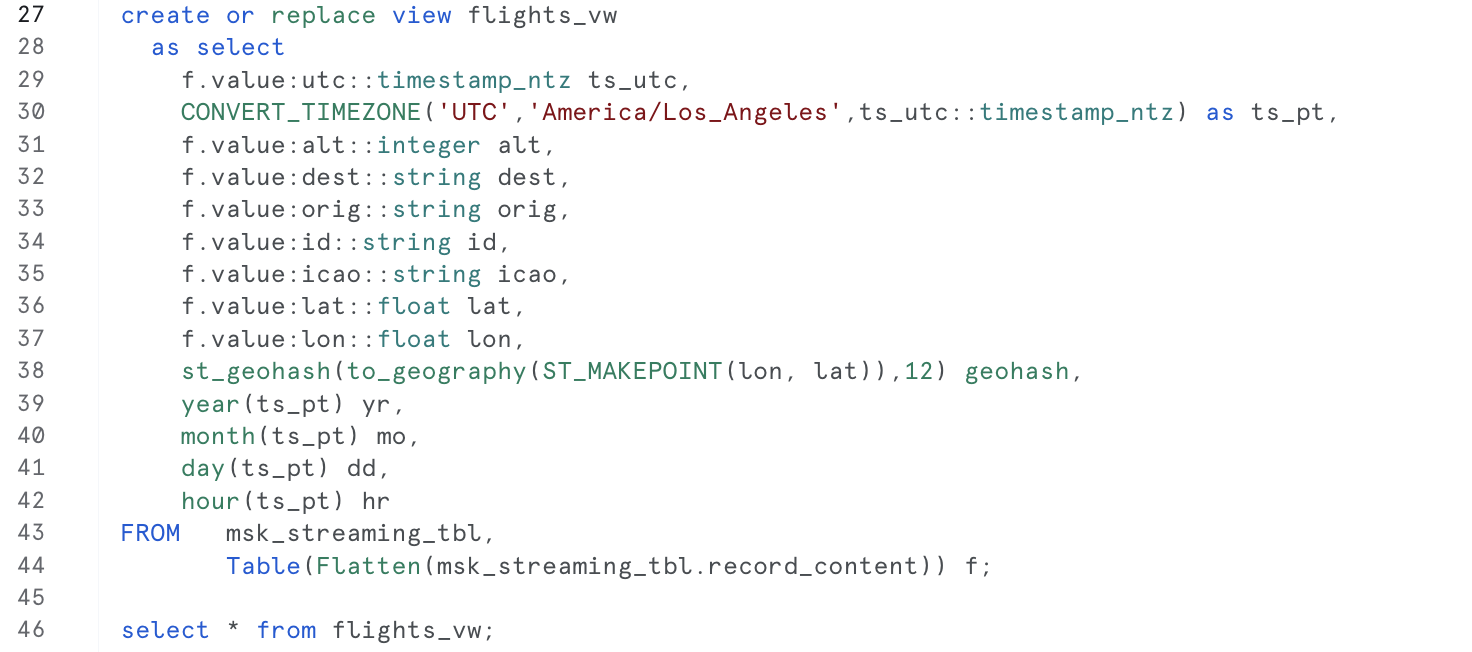 27 create or replace view flights_vw
28 as select
29 f.value:utc::timestamp_ntz ts_utc,
30 CONVERT_TIMEZONE('UTC','America/Los_Angeles',ts_utc::timestamp_ntz) as ts_pt,
31 f.value:alt::integer alt,
32 f.value:dest::string dest,
33 f.value:orig::string orig,
34 f.value:id::string id,
35 f.value:icao::string icao,
36 f.value:lat::float lat,
37 f.value:lon::float lon,
38 st_geohash(to_geography(ST_MAKEPOINT(lon, lat)),12) geohash,
39 year(ts_pt) yr,
40 month(ts_pt) mo,
41 day(ts_pt) dd,
42 hour(ts_pt) hr
43 FROM   msk_streaming_tbl,
44 Table(Flatten(msk_streaming_tbl.record_content)) f;
45
46 select * from flights_vw;